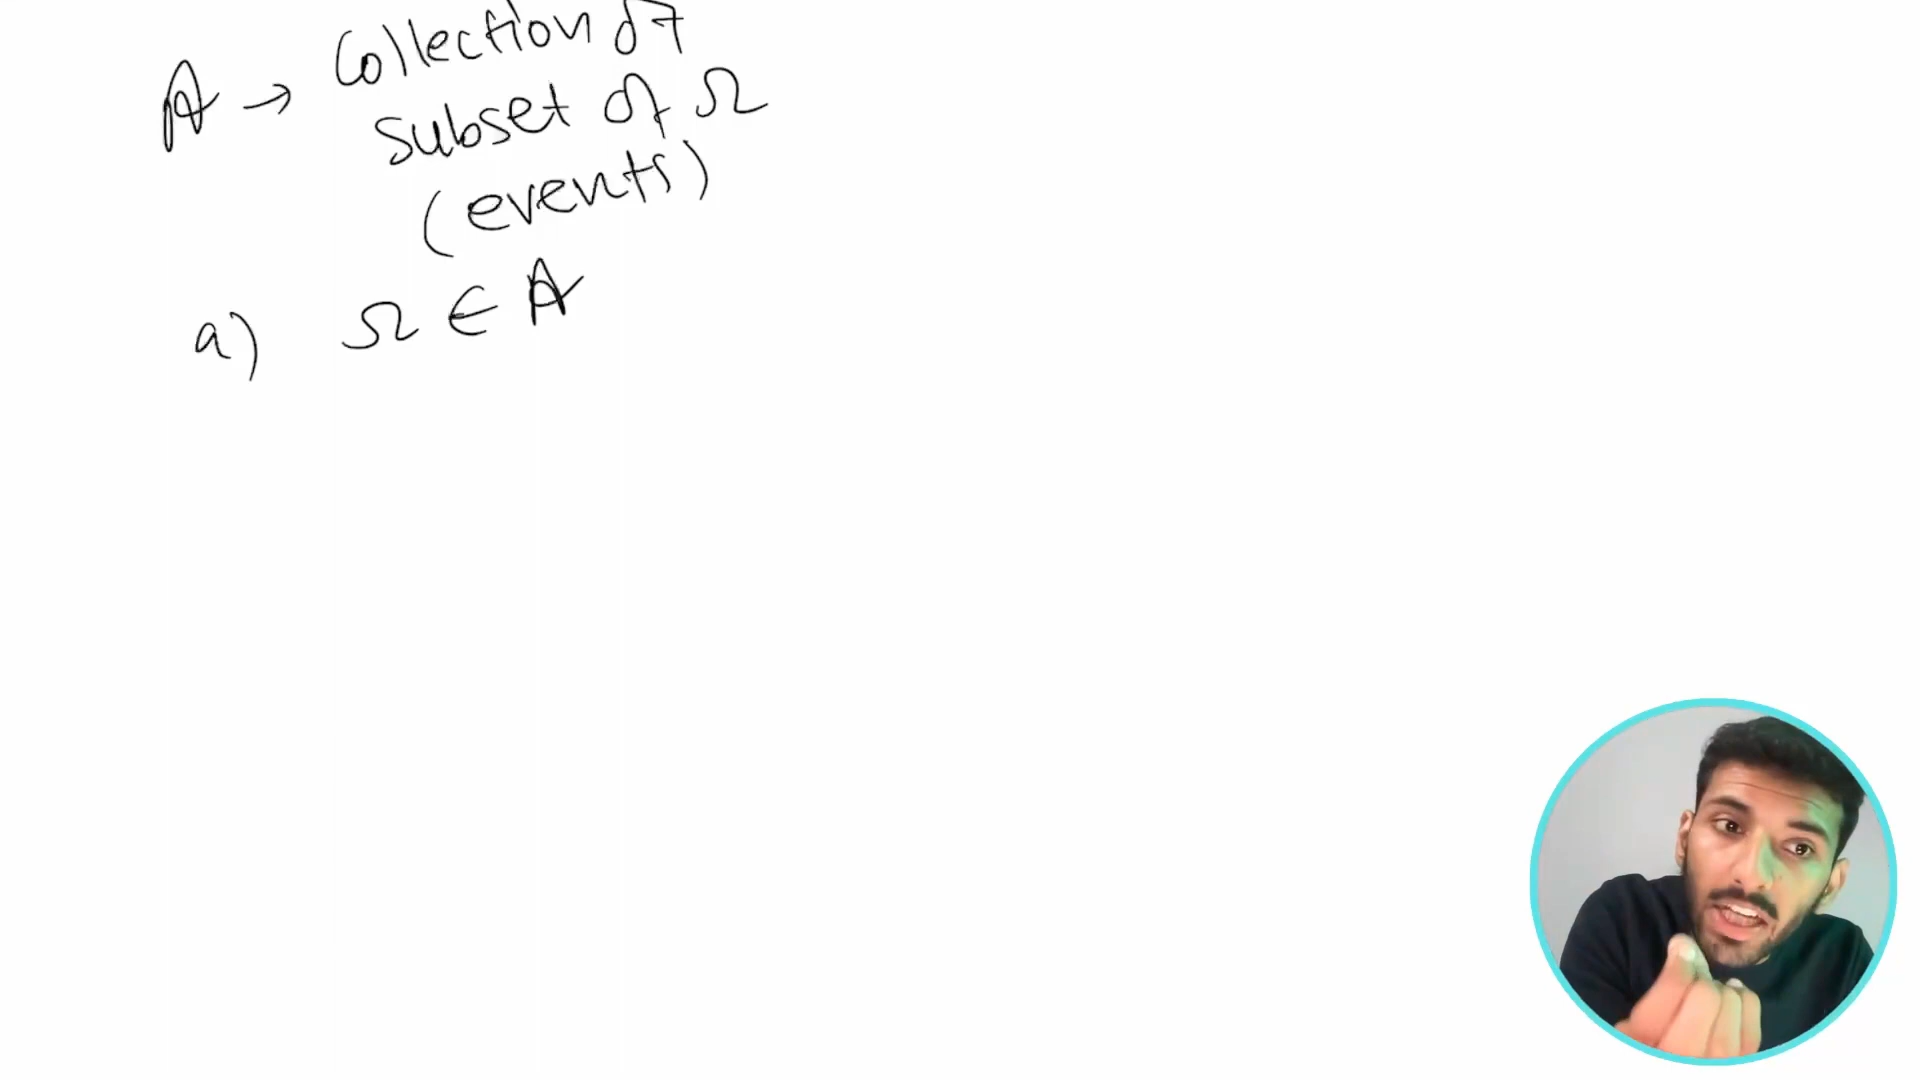 𝔸 → Collection of
subset of Ω
(events)
a) Ω ∈ 𝔸